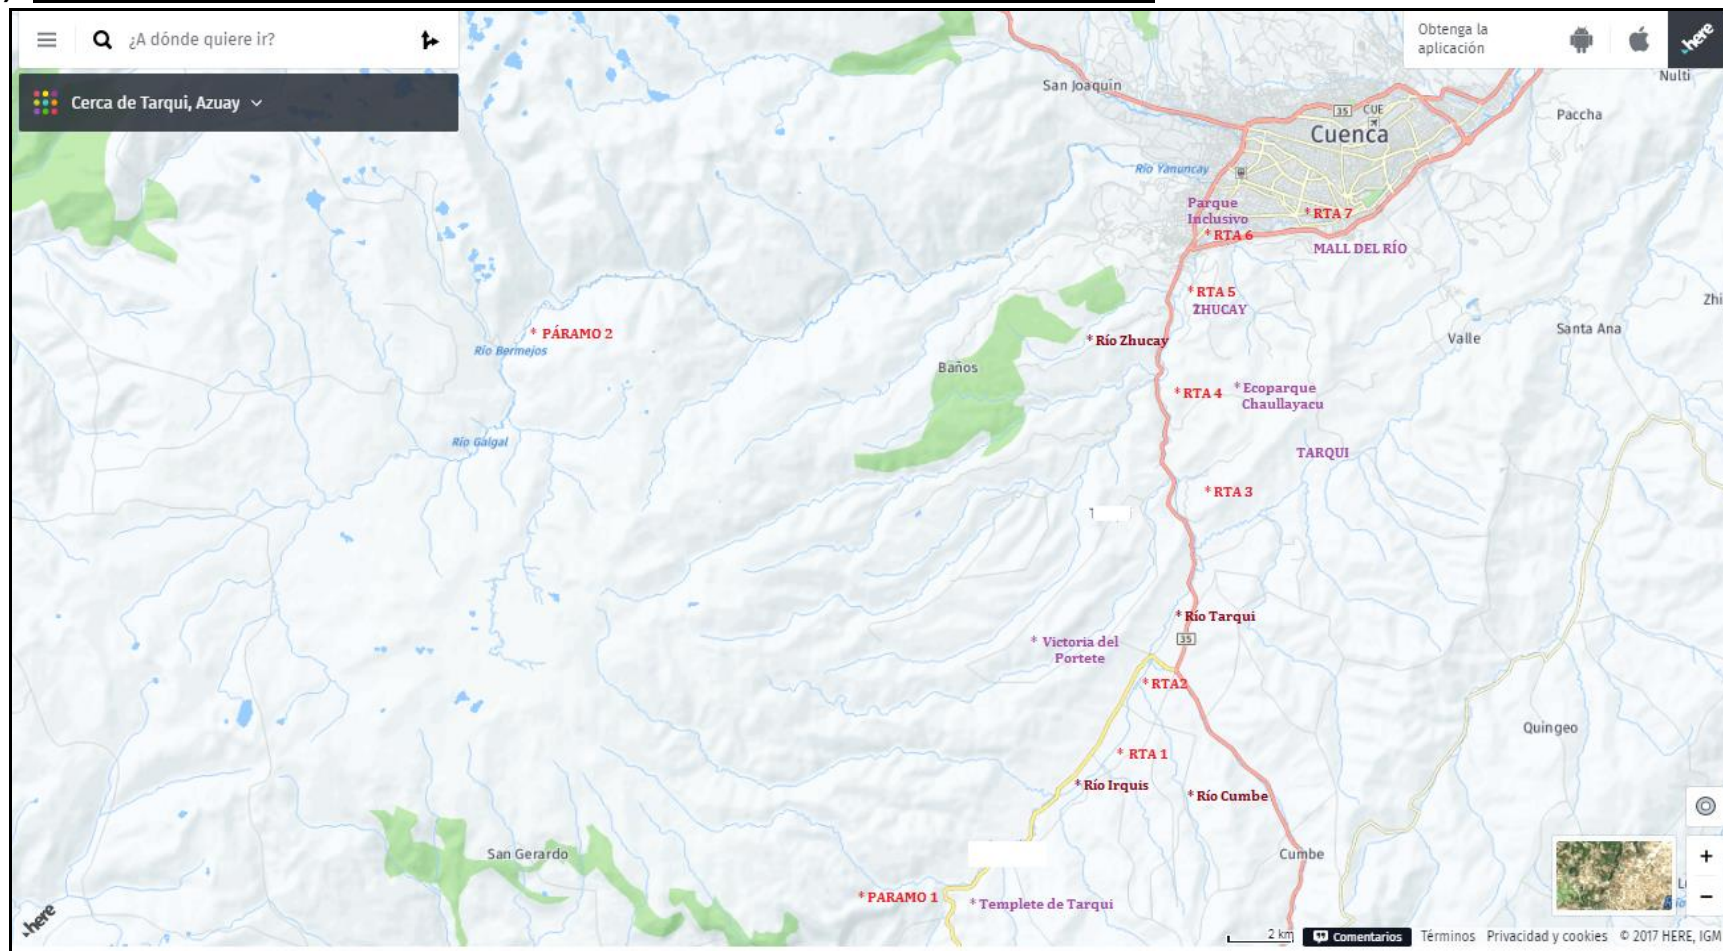 ¿A dónde quiere ir?
Obtenga la
aplicación
here
Cerca de Tarqui, Azuay
San Joaquín
Nulti
35
CUE
Cuenca
Paccha
Río Yanuncay
Parque
Inclusivo
* RTA 7
* RTA 6
MALL DEL RÍO
* RTA 5
ZHUCAY
Zhi
* PÁRAMO 2
Río Bermejos
* Río Zhucay
Valle
Santa Ana
Baños
* RTA 4
* Ecoparque
Chaullayacu
Río Galgal
TARQUI
* RTA 3
* Río Tarqui
35
* Victoria del
Portete
* RTA2
Quingeo
* RTA 1
* Río Irquis
* Río Cumbe
San Gerardo
Cumbe
+
* PARAMO 1
* Templete de Tarqui
−
here
2 km
Comentarios
Términos
Privacidad y cookies
© 2017 HERE, IGM